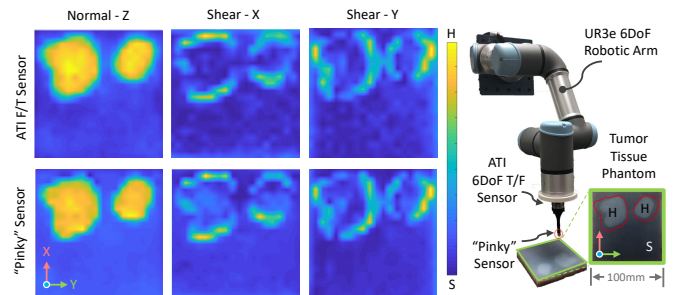 Normal - Z
Shear - X
Shear - Y
H
S
ATI F/T Sensor
"Pinky" Sensor
X
Y
UR3e 6DoF
Robotic Arm
ATI
6DoF T/F
Sensor
Tumor
Tissue
Phantom
"Pinky"
Sensor
H
H
S
100mm